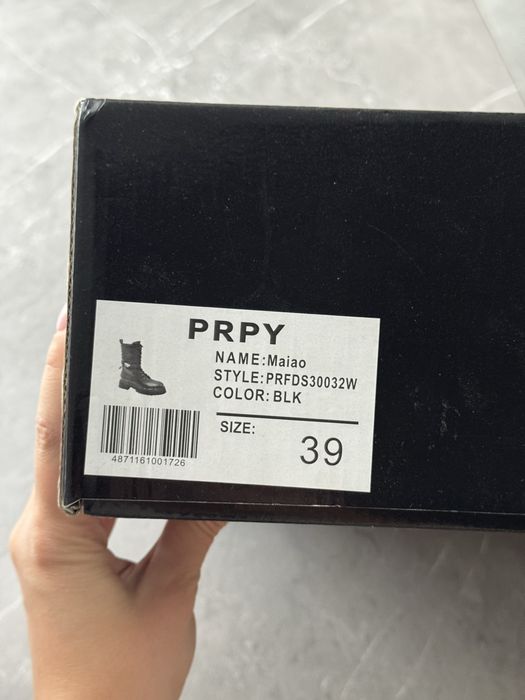 PRPY
NAME:Maiao
STYLE:PRFDS30032W
COLOR:BLK
SIZE:
39
4871161001726